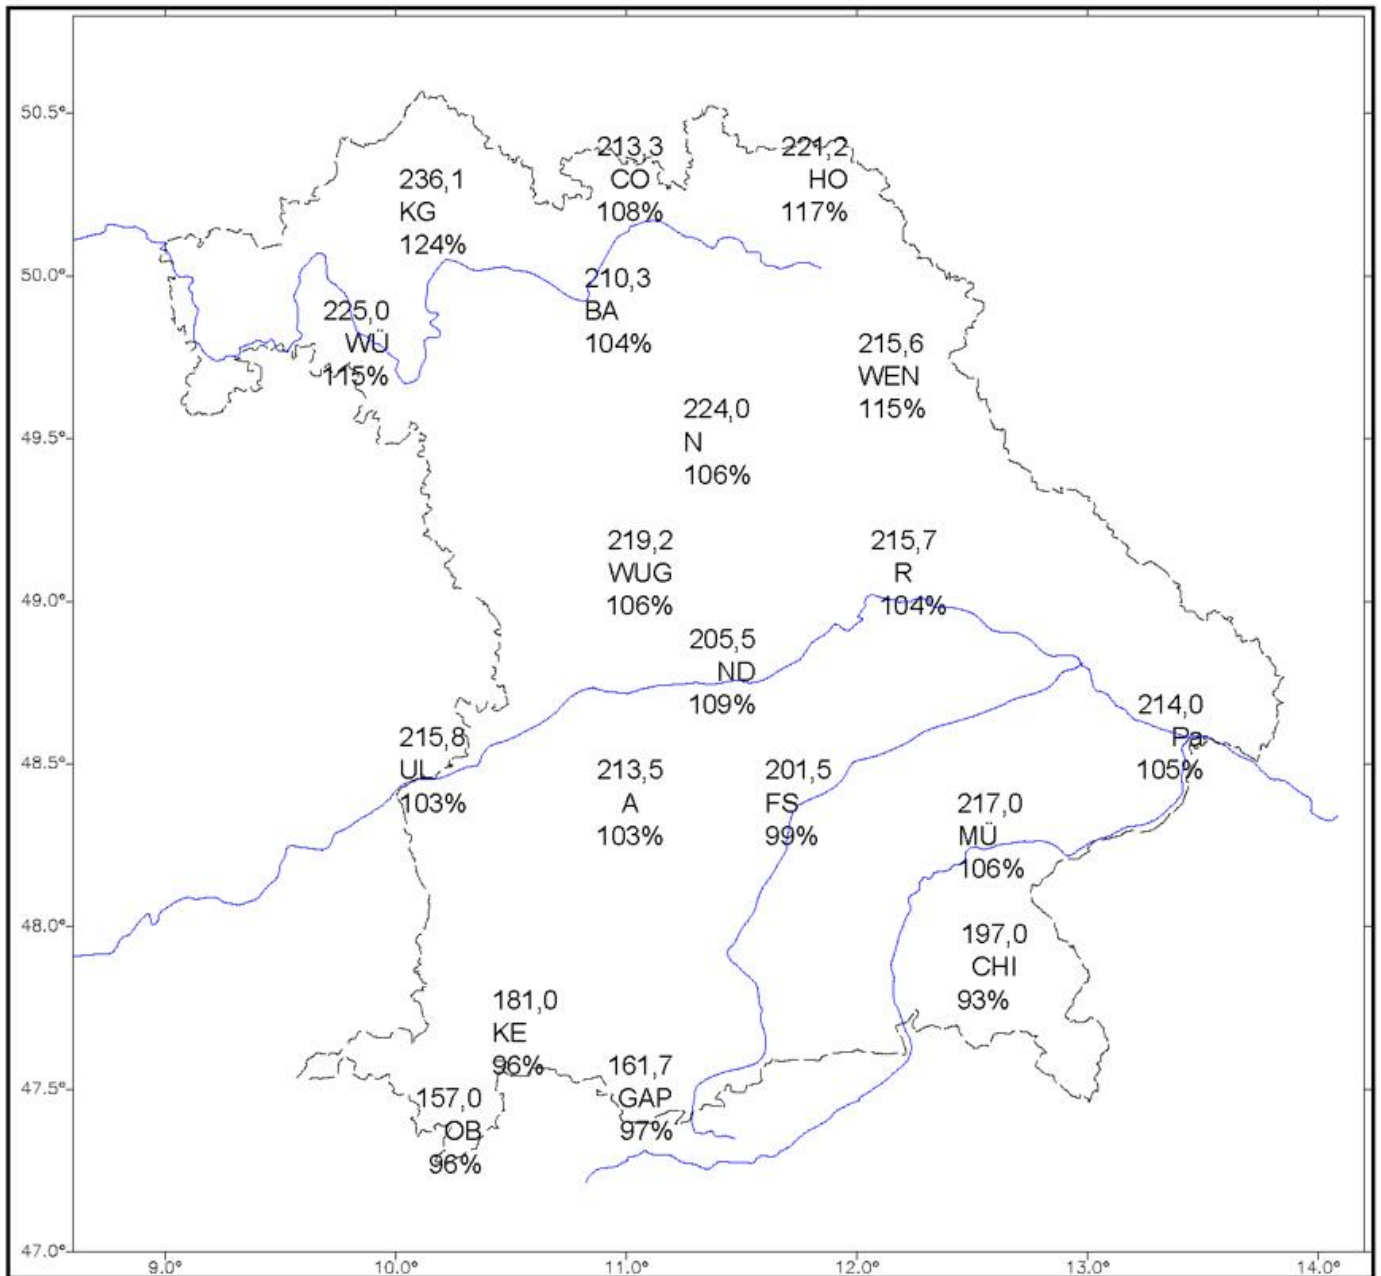 50.5°
213,3
CO
108%
221,2
HO
117%
236,1
KG
124%
50.0°
210,3
BA
104%
225,0
WÜ
115%
215,6
WEN
115%
49.5°
224,0
N
106%
219,2
WUG
106%
215,7
R
104%
49.0°
205,5
ND
109%
214,0
Pa
105%
48.5°
215,8
UL
103%
213,5
A
103%
201,5
FS
99%
217,0
MÜ
106%
48.0°
197,0
CHI
93%
181,0
KE
96%
161,7
GAP
97%
47.5°
157,0
OB
96%
47.0°
9.0° 10.0° 11.0° 12.0° 13.0° 14.0°